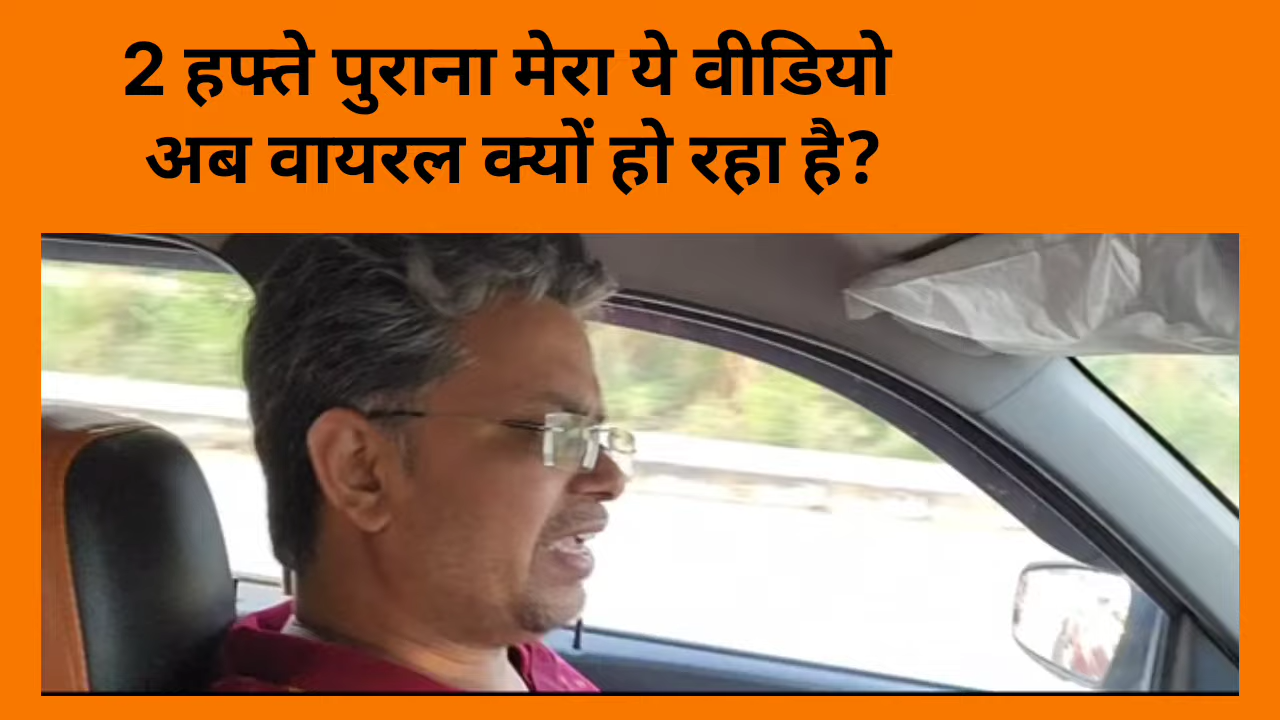 2 हफ्ते पुराना मेरा ये वीडियो
अब वायरल क्यों हो रहा है?